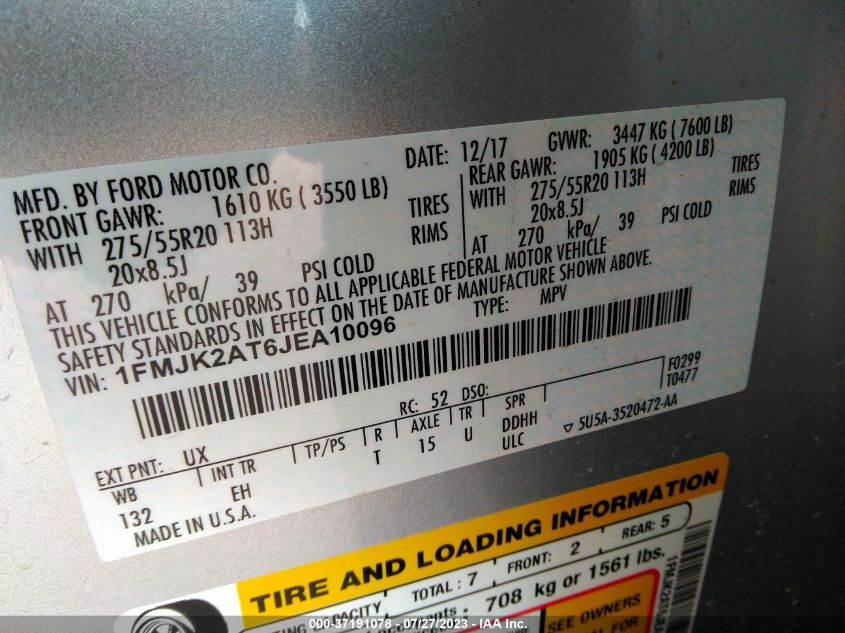 MFD. BY FORD MOTOR CO.
DATE: 12/17 GVWR: 3447 KG ( 7600 LB)
FRONT GAWR: 1610 KG ( 3550 LB)
REAR GAWR: 1905 KG ( 4200 LB)
WITH 275/55R20 113H TIRES
WITH 275/55R20 113H TIRES
20x8.5J RIMS
20x8.5J RIMS
AT 270 kPa/ 39 PSI COLD
AT 270 kPa/ 39 PSI COLD
THIS VEHICLE CONFORMS TO ALL APPLICABLE FEDERAL MOTOR VEHICLE
SAFETY STANDARDS IN EFFECT ON THE DATE OF MANUFACTURE SHOWN ABOVE.
VIN: 1FMJK2AT6JEA10096
TYPE: MPV
F0299
T0477
RC: 52 DSO:
EXT PNT: UX
WB INT TR TP/PS R AXLE TR SPR
132 EH T 15 U DDHH
ULC
▽ 5U5A-3520472-AA
MADE IN U.S.A.
TIRE AND LOADING INFORMATION
CAPACITY TOTAL : 7 FRONT: 2 REAR: 5
708 kg or 1561 lbs.
SEE OWNERS
FOR
000-37191078 - 07/27/2023 - IAA Inc.